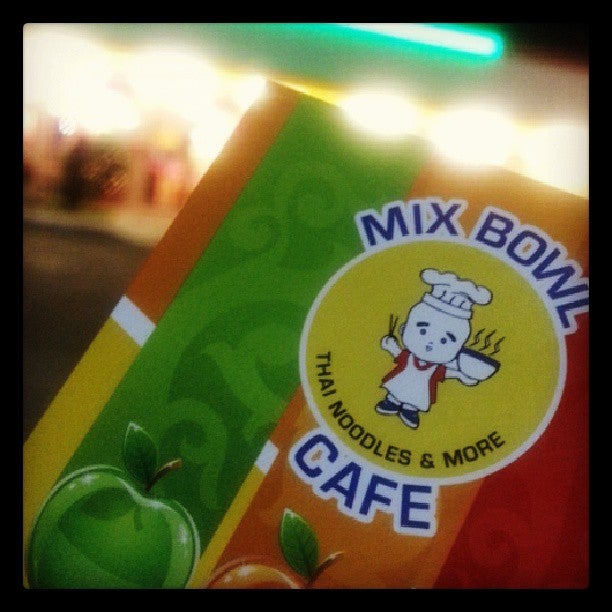 MIX BOWL
THAI NOODLES & MORE
CAFE